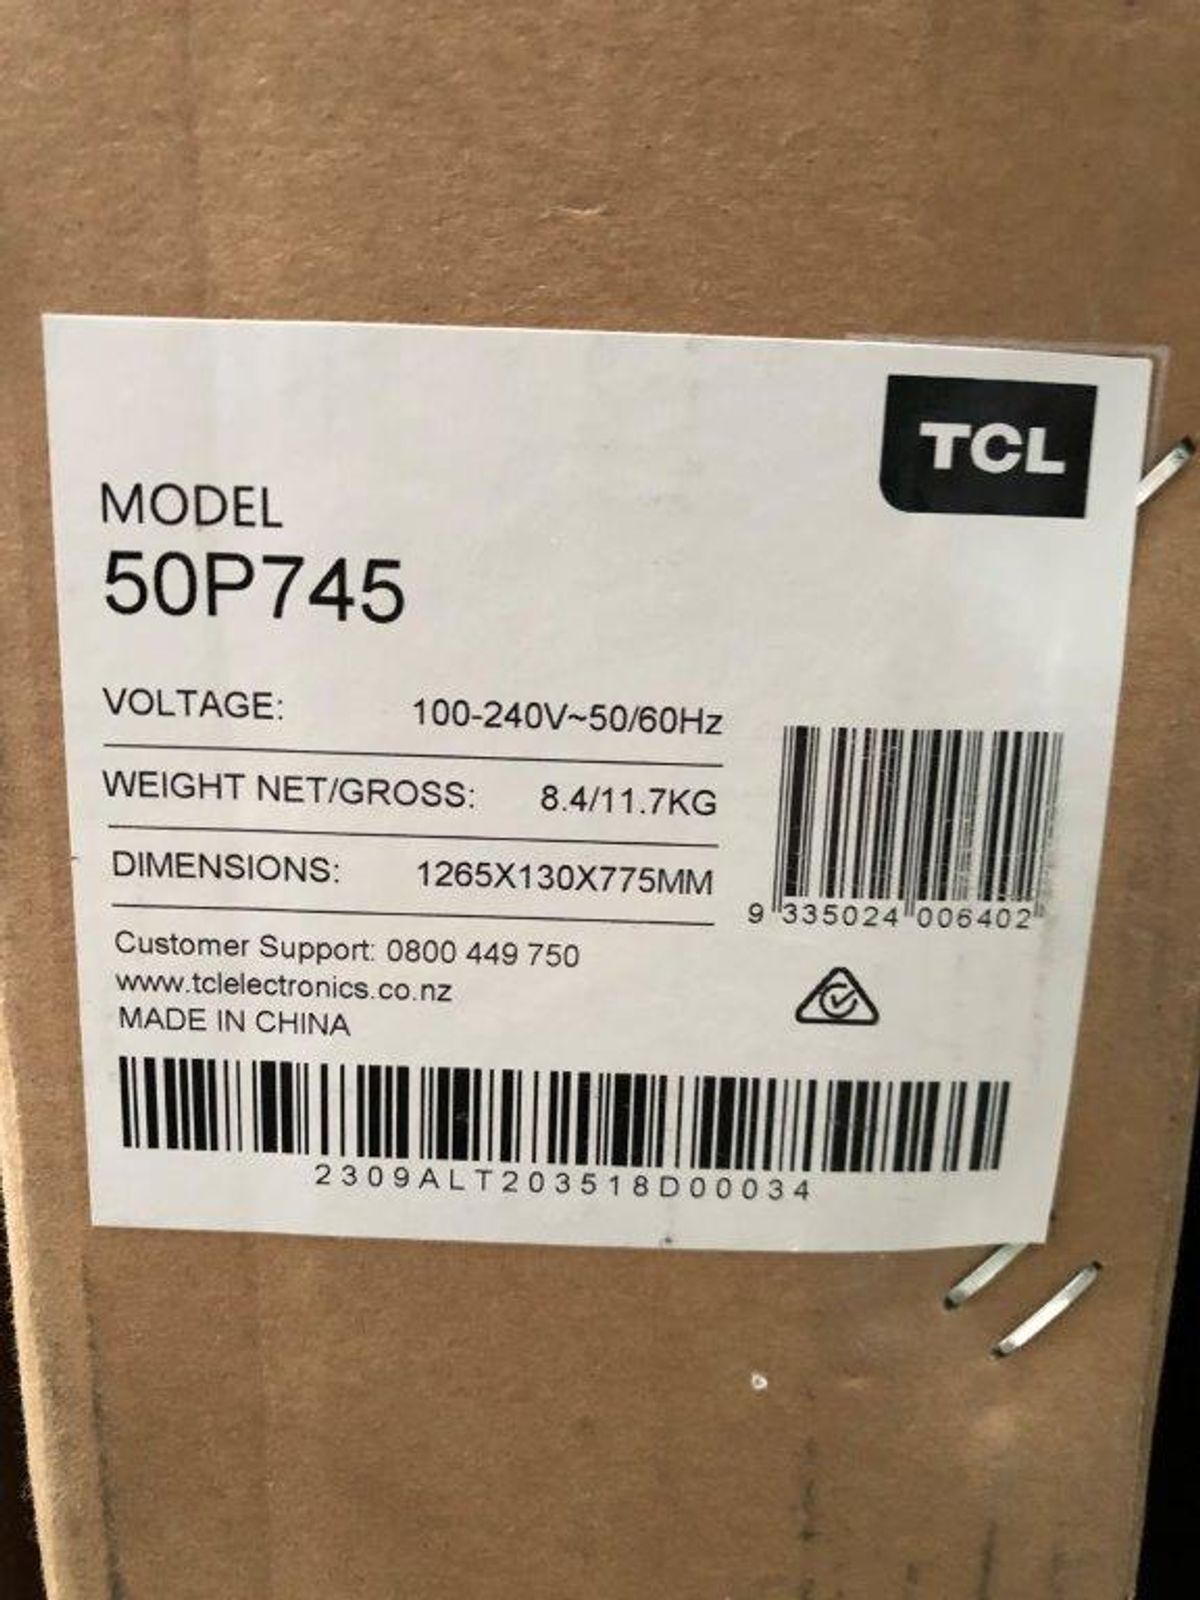 TCL
MODEL
50P745
VOLTAGE: 100-240V~50/60Hz
WEIGHT NET/GROSS: 8.4/11.7KG
DIMENSIONS: 1265X130X775MM
9 335024 006402
Customer Support: 0800 449 750
www.tclelectronics.co.nz
MADE IN CHINA
2309ALT203518D00034